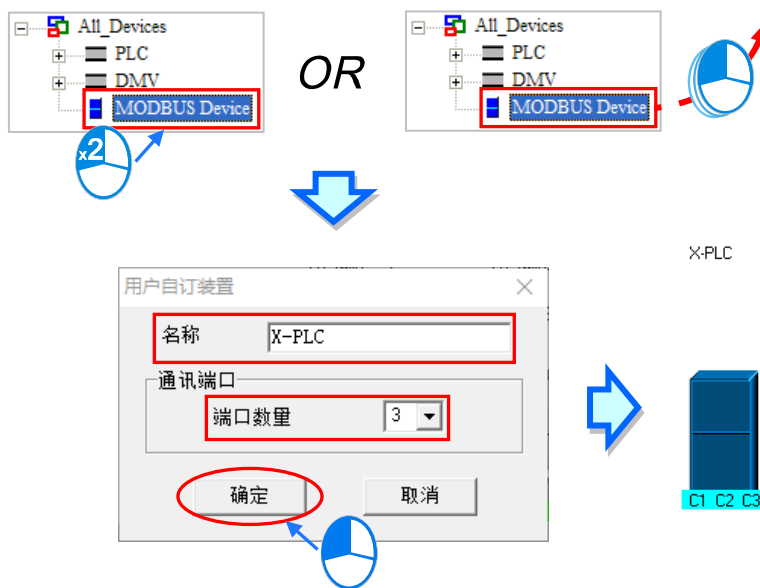 All_Devices
PLC
DMV
MODBUS Device
x2
OR
All_Devices
PLC
DMV
MODBUS Device
用户自订装置
名称 X-PLC
通讯端口
端口数量 3
确定 取消
X-PLC
C1 C2 C3